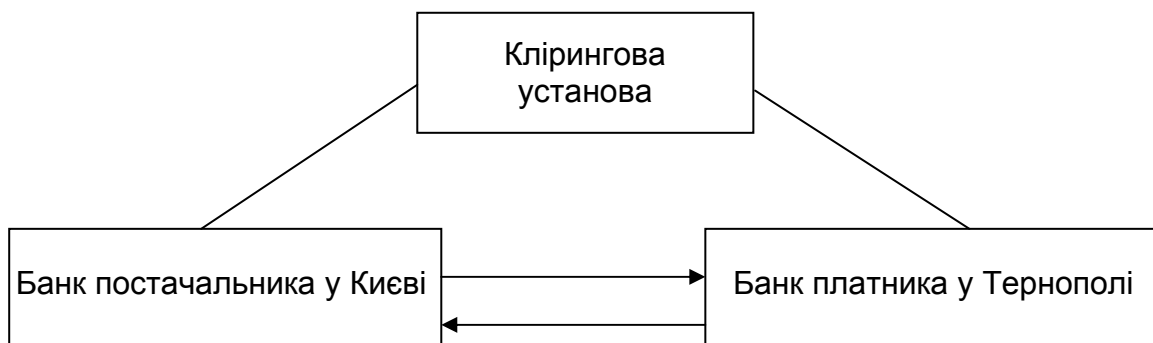 Клірингова
установа
Банк постачальника у Києві
Банк платника у Тернополі